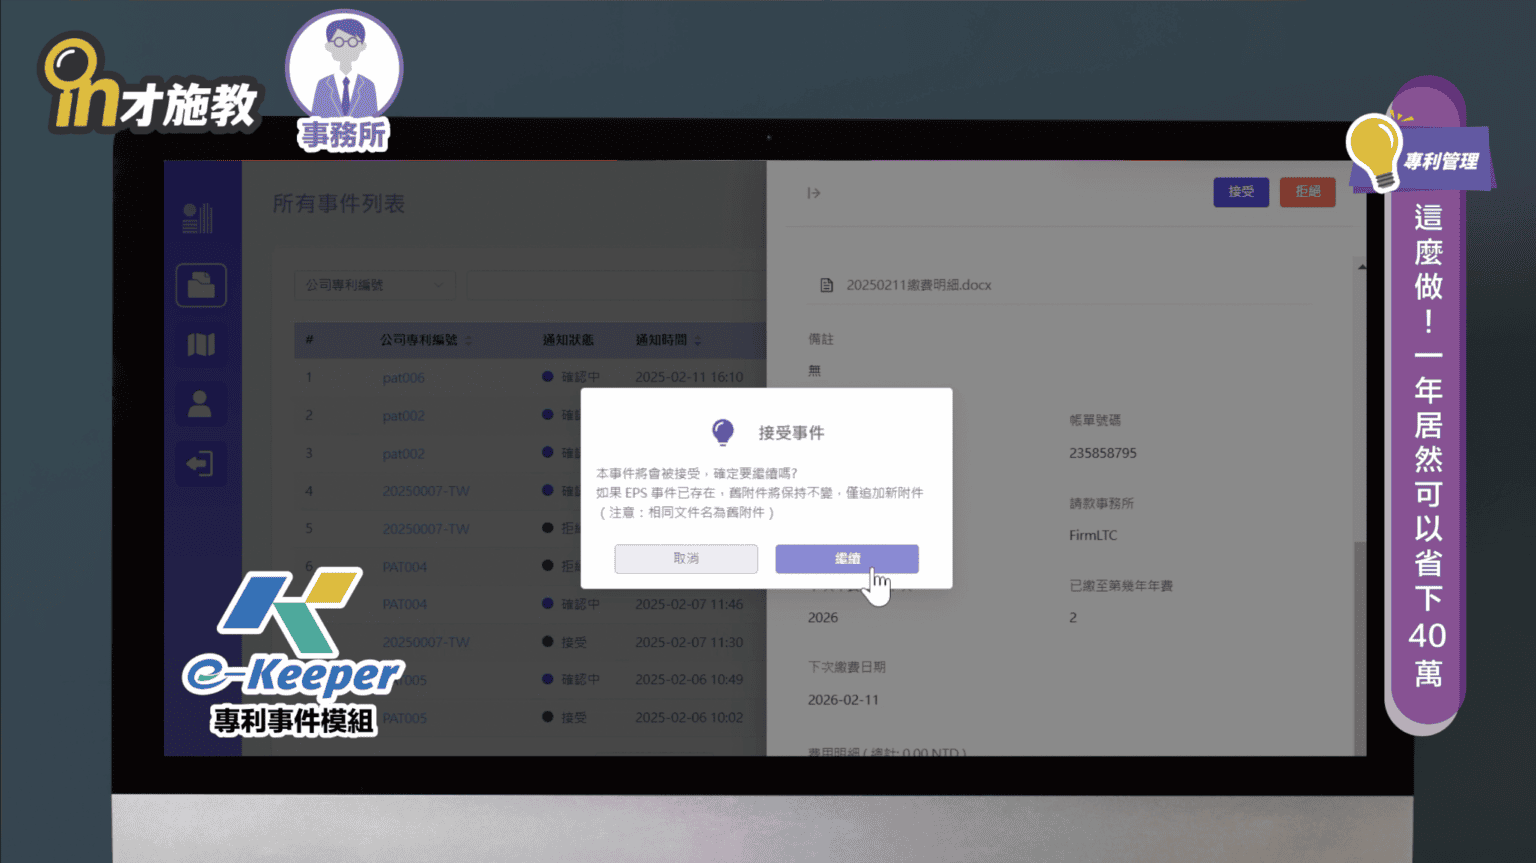 in才施教
事務所
專利管理
這麼做！一年居然可以省下40萬
所有事件列表
接受
拒絕
公司專利編號
20250211繳費明細.docx
# 公司專利編號 通知狀態 通知時間
備註
無
1 pat006 確認中 2025-02-11 16:10
2 pat002
3 pat002
4 20250007-TW
5 20250007-TW
6 PAT004
PAT004 確認中 2025-02-07 11:46
20250007-TW 接受 2025-02-07 11:30
確認中 2025-02-06 10:49
PAT005 接受 2025-02-06 10:02
接受事件
本事件將會被接受，確定要繼續嗎?
如果 EPS 事件已存在，舊附件將保持不變，僅追加新附件
（注意：相同文件名為舊附件）
取消
繼續
帳單號碼
235858795
請款事務所
FirmLTC
已繳至第幾年年費
2026
2
下次繳費日期
2026-02-11
費用明細 ( 總計: 0.00 NTD )
e-Keeper
專利事件模組